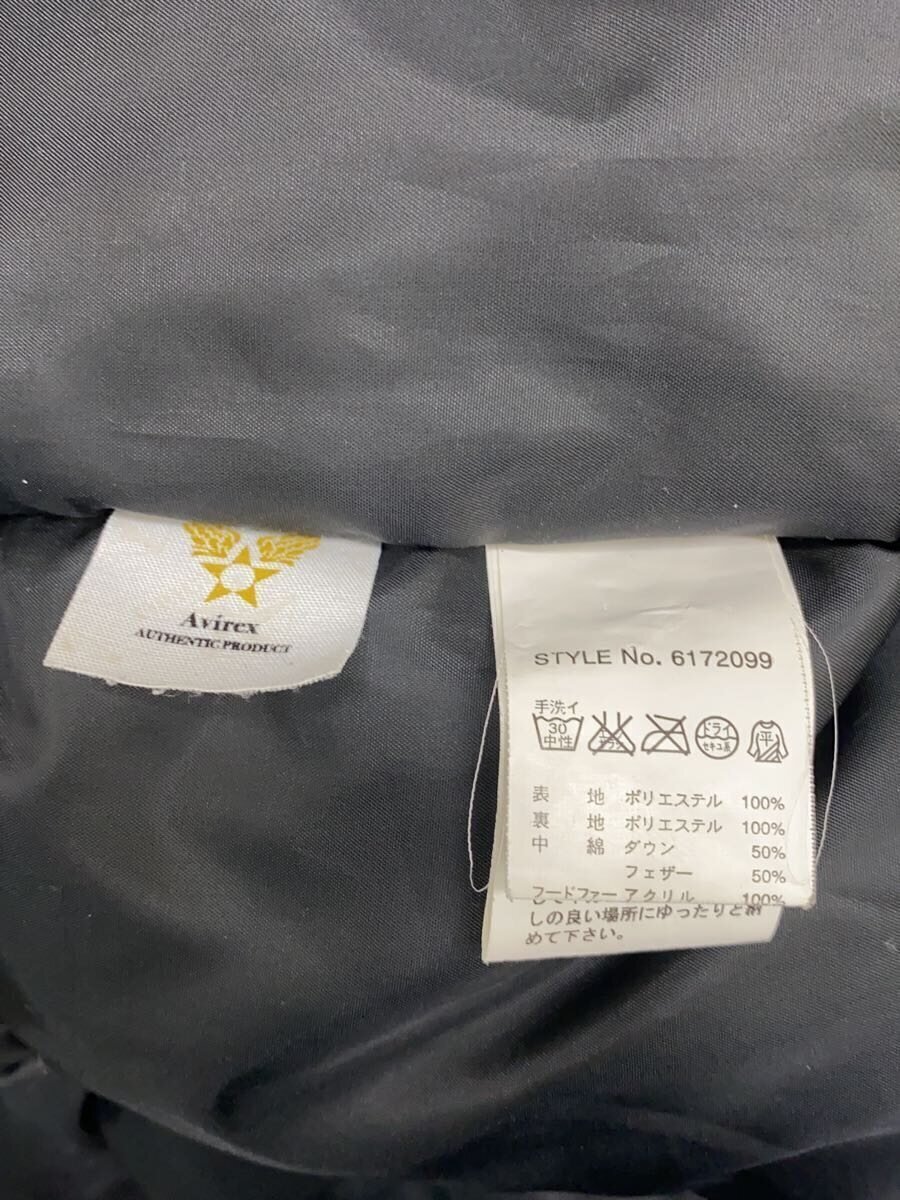 Avirex
AUTHENTIC PRODUCT
STYLE No. 6172099
手洗イ
30
中性
平
ドライ
セキユ系
表 地 ポリエステル 100%
裏 地 ポリエステル 100%
中 綿 ダウン 50%
フェザー 50%
フードファー アクリル 100%
しの良い場所にゆったりと納
めて下さい。